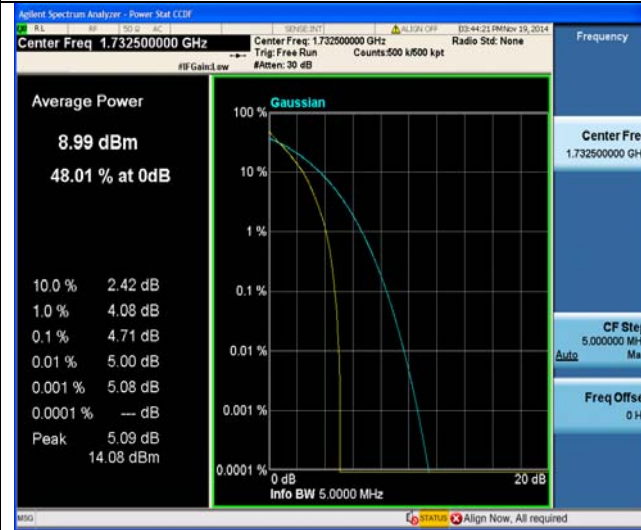 Agilent Spectrum Analyzer - Power Stat CCDF
RL RF 50 Ω AC SENSE:INT ALIGN OFF 03:44:21 PM Nov 19, 2014
Center Freq 1.732500000 GHz
Center Freq: 1.732500000 GHz Radio Std: None
Trig: Free Run Counts:500 k/500 kpt
#IFGain:Low #Atten: 30 dB
Frequency
Average Power
8.99 dBm
48.01 % at 0dB
10.0 % 2.42 dB
1.0 % 4.08 dB
0.1 % 4.71 dB
0.01 % 5.00 dB
0.001 % 5.08 dB
0.0001 % --- dB
Peak 5.09 dB
14.08 dBm
Gaussian
100 %
10 %
1 %
0.1 %
0.01 %
0.001 %
0.0001 %
0 dB 20 dB
Info BW 5.0000 MHz
Center Fre
1.732500000 GH
CF Ste
5.000000 MH
Auto Ma
Freq Offse
0 H
MSG STATUS Align Now, All required